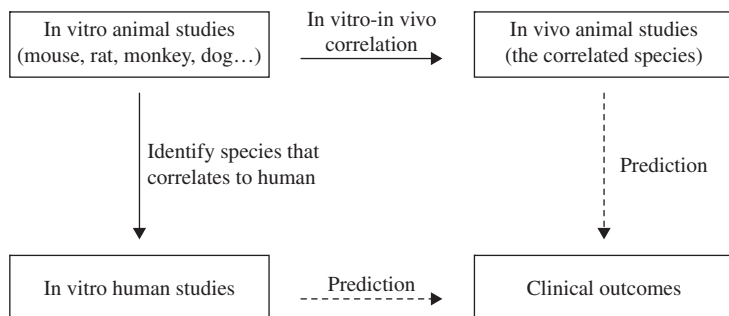 In vitro animal studies
(mouse, rat, monkey, dog…)
In vitro-in vivo
correlation
In vivo animal studies
(the correlated species)
Identify species that
correlates to human
Prediction
In vitro human studies
Prediction
Clinical outcomes